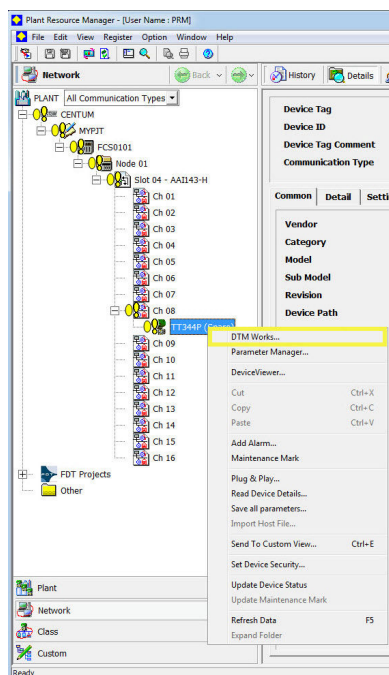 Plant Resource Manager - [User Name : PRM]
File Edit View Register Option Window Help
Network
Back
History
Details
PLANT
All Communication Types
CENTUM
MYPJT
FCS0101
Node 01
Slot 04 - AAI143-H
Ch 01
Ch 02
Ch 03
Ch 04
Ch 05
Ch 06
Ch 07
Ch 08
TT344P
Ch 09
Ch 10
Ch 11
Ch 12
Ch 13
Ch 14
Ch 15
Ch 16
FDT Projects
Other
Plant
Network
Class
Custom
Ready
Device Tag
Device ID
Device Tag Comment
Communication Type
Common Detail Setti
Vendor
Category
Model
Sub Model
Revision
Device Path
DTM Works...
Parameter Manager...
DeviceViewer...
Cut Ctrl+X
Copy Ctrl+C
Paste Ctrl+V
Add Alarm...
Maintenance Mark
Plug & Play...
Read Device Details...
Save all parameters...
Import Host File...
Send To Custom View... Ctrl+E
Set Device Security...
Update Device Status
Update Maintenance Mark
Refresh Data F5
Expand Folder